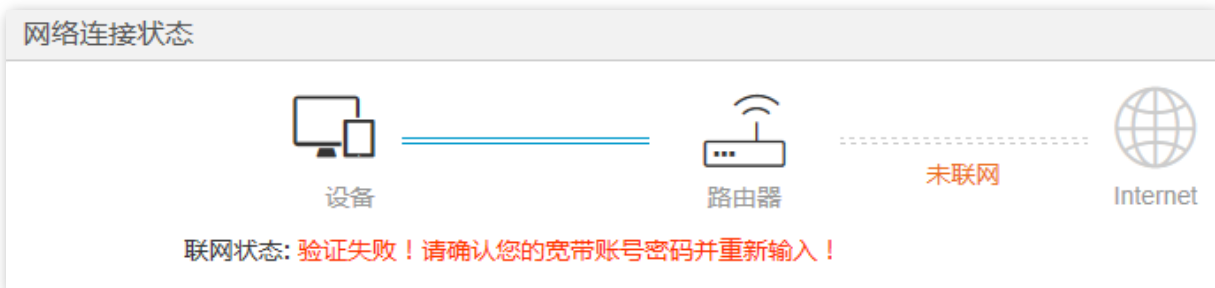 网络连接状态
未联网
设备
路由器
Internet
联网状态: 验证失败！请确认您的宽带账号密码并重新输入！